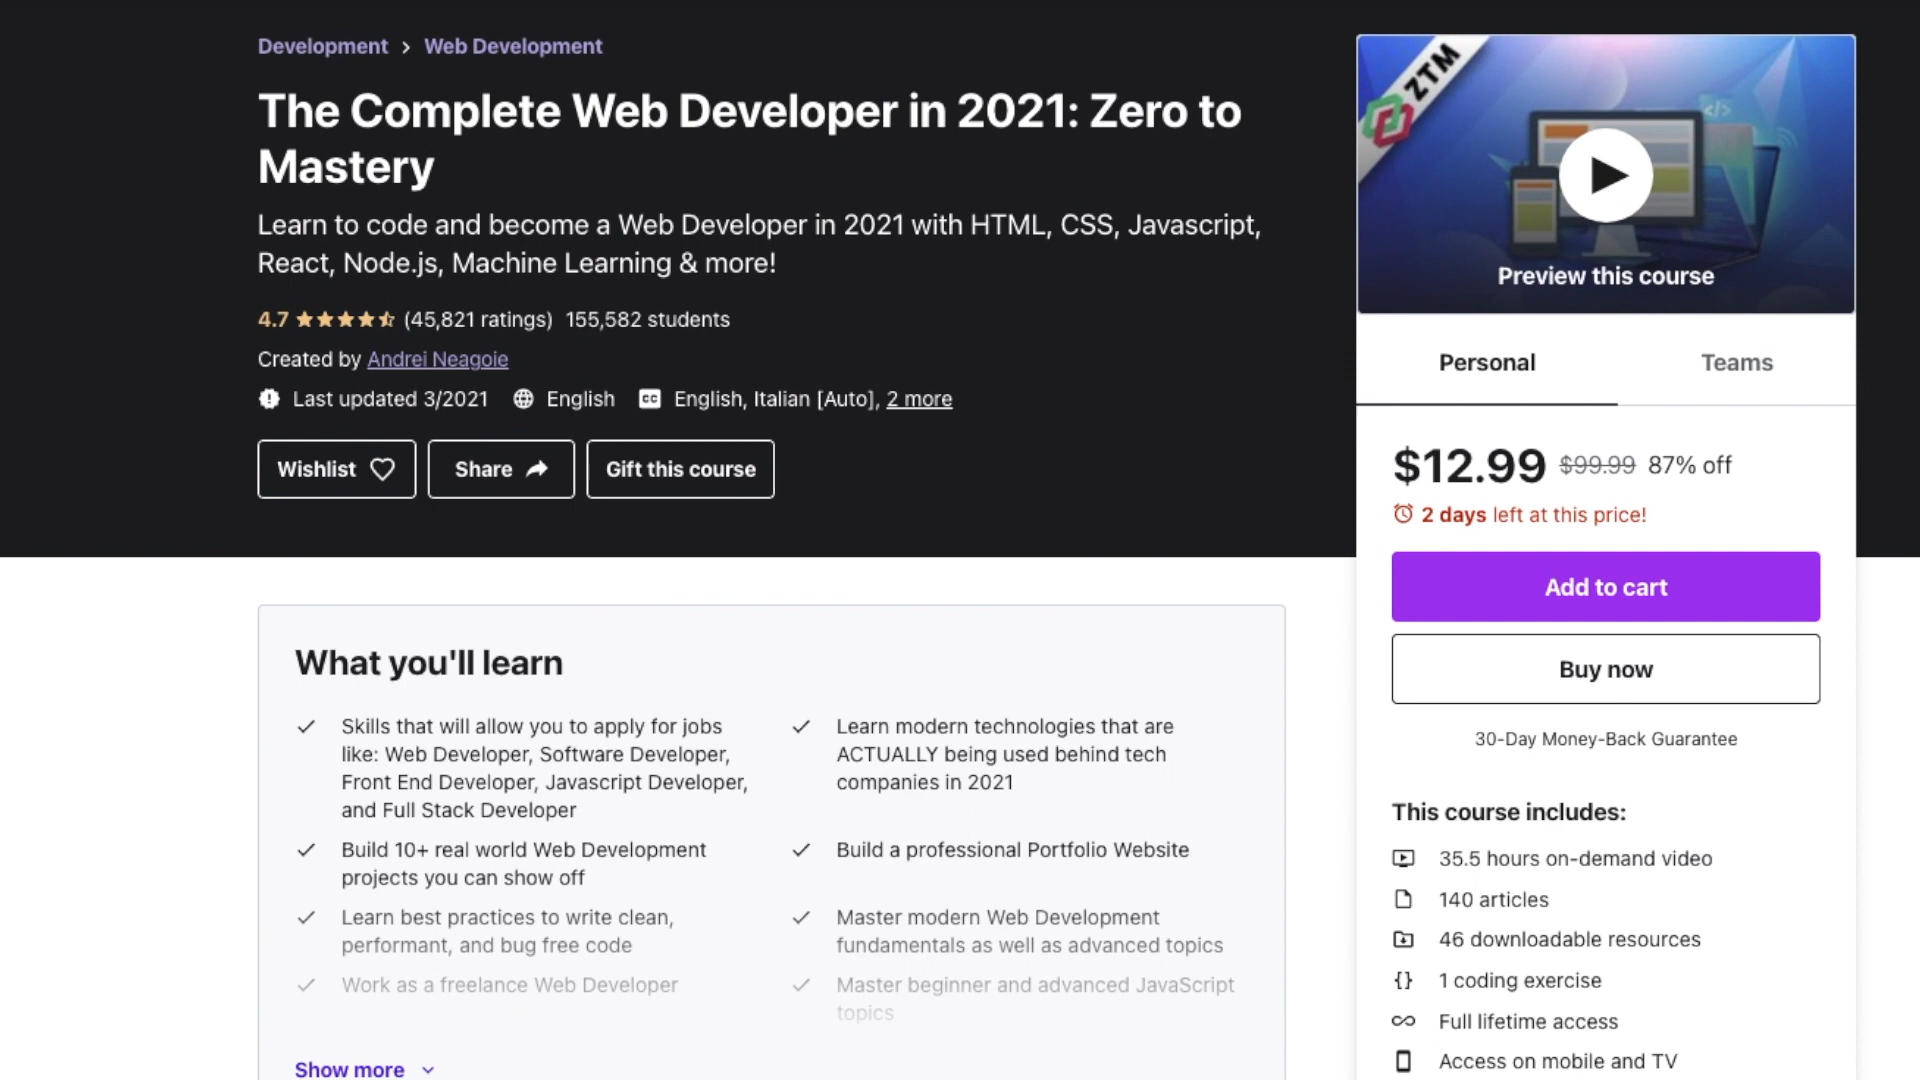 Development > Web Development
The Complete Web Developer in 2021: Zero to
Mastery
Learn to code and become a Web Developer in 2021 with HTML, CSS, Javascript,
React, Node.js, Machine Learning & more!
4.7 (45,821 ratings) 155,582 students
Created by Andrei Neagoie
Last updated 3/2021 English CC English, Italian [Auto], 2 more
Wishlist Share Gift this course
What you'll learn
Skills that will allow you to apply for jobs
like: Web Developer, Software Developer,
Front End Developer, Javascript Developer,
and Full Stack Developer
Learn modern technologies that are
ACTUALLY being used behind tech
companies in 2021
Build 10+ real world Web Development
projects you can show off
Build a professional Portfolio Website
Learn best practices to write clean,
performant, and bug free code
Master modern Web Development
fundamentals as well as advanced topics
Work as a freelance Web Developer
Master beginner and advanced JavaScript
topics
Show more
ZTM
</>
Preview this course
Personal Teams
$12.99 $99.99 87% off
2 days left at this price!
Add to cart
Buy now
30-Day Money-Back Guarantee
This course includes:
35.5 hours on-demand video
140 articles
46 downloadable resources
{} 1 coding exercise
Full lifetime access
Access on mobile and TV